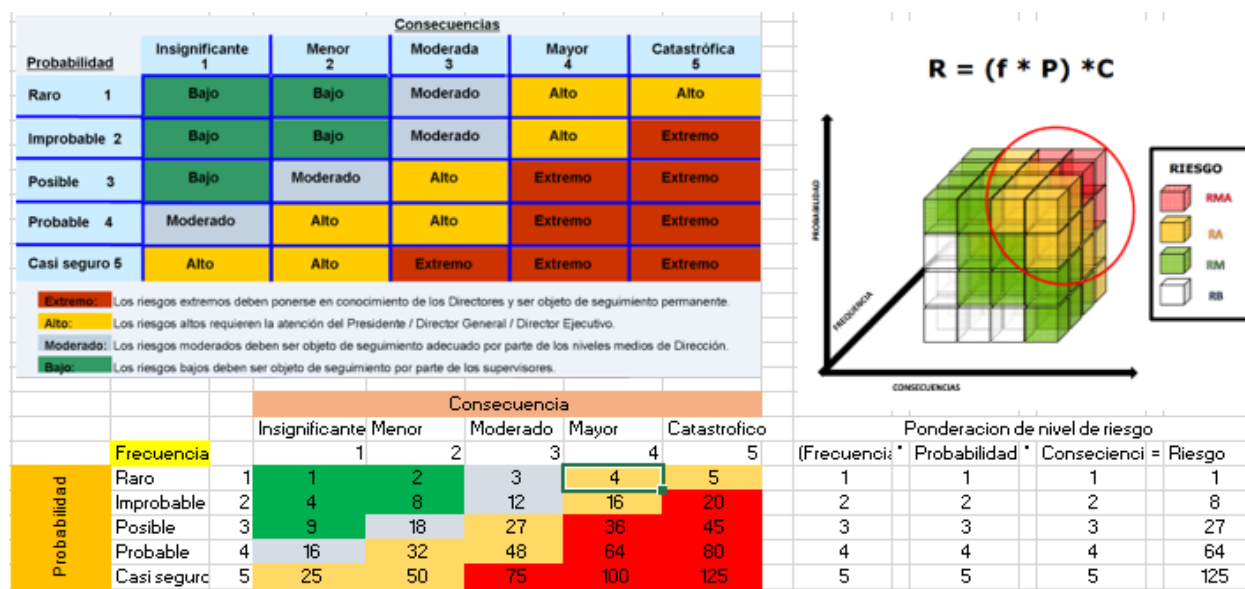 Consecuencias
Probabilidad
Insignificante Menor Moderada Mayor Catastrófica
1 2 3 4 5
Raro 1 Bajo Bajo Moderado Alto Alto
Improbable 2 Bajo Bajo Moderado Alto Extremo
Posible 3 Bajo Moderado Alto Extremo Extremo
Probable 4 Moderado Alto Alto Extremo Extremo
Casi seguro 5 Alto Alto Extremo Extremo Extremo
Extremo: Los riesgos extremos deben ponerse en conocimiento de los Directores y ser objeto de seguimiento permanente.
Alto: Los riesgos altos requieren la atención del Presidente / Director General / Director Ejecutivo.
Moderado: Los riesgos moderados deben ser objeto de seguimiento adecuado por parte de los niveles medios de Dirección.
Bajo: Los riesgos bajos deben ser objeto de seguimiento por parte de los supervisores.
R = (f * P) *C
PROBABILIDAD
FRECUENCIA
CONSECUENCIAS
RIESGO
RMA
RA
RM
RB
Consecuencia
Insignificante Menor Moderado Mayor Catastrofico
Frecuencia 1 2 3 4 5
Probabilidad
Raro 1 1 2 3 4 5
Improbable 2 4 8 12 16 20
Posible 3 9 18 27 36 45
Probable 4 16 32 48 64 80
Casi segurc 5 25 50 75 100 125
Ponderacion de nivel de riesgo
(Frecuencia * Probabilidad * Consecienci = Riesgo
1 1 1 1
2 2 2 8
3 3 3 27
4 4 4 64
5 5 5 125